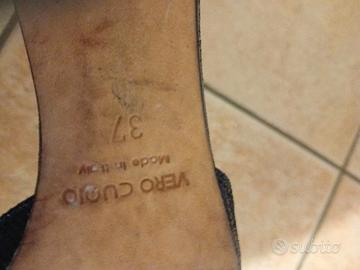 37
Made in Italy
VERO CUOIO
subito